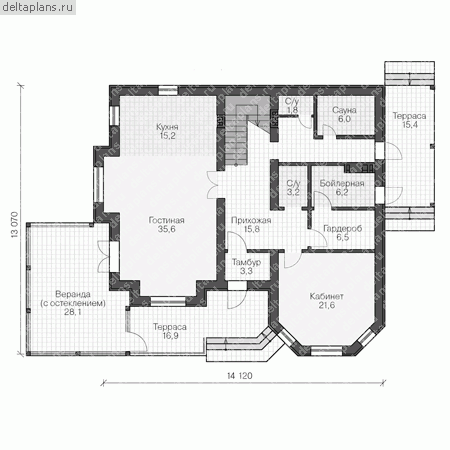 deltaplans.ru
С/у
1,8
Сауна
6,0
Терраса
15,4
Кухня
15,2
С/у
3,2
Бойлерная
6,2
Гостиная
35,6
Прихожая
15,8
Гардероб
6,5
Тамбур
3,3
Веранда
(с остеклением)
28,1
Кабинет
21,6
Терраса
16,9
13 070
14 120